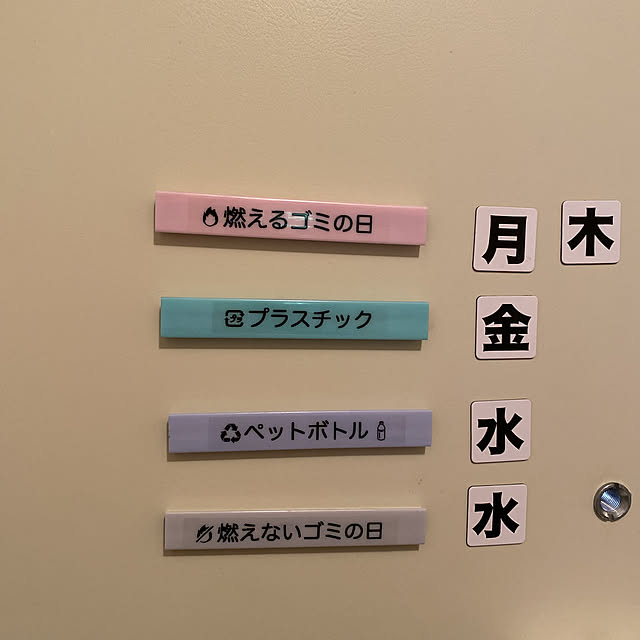 燃えるゴミの日 月 木
プラスチック 金
ペットボトル 水
燃えないゴミの日 水